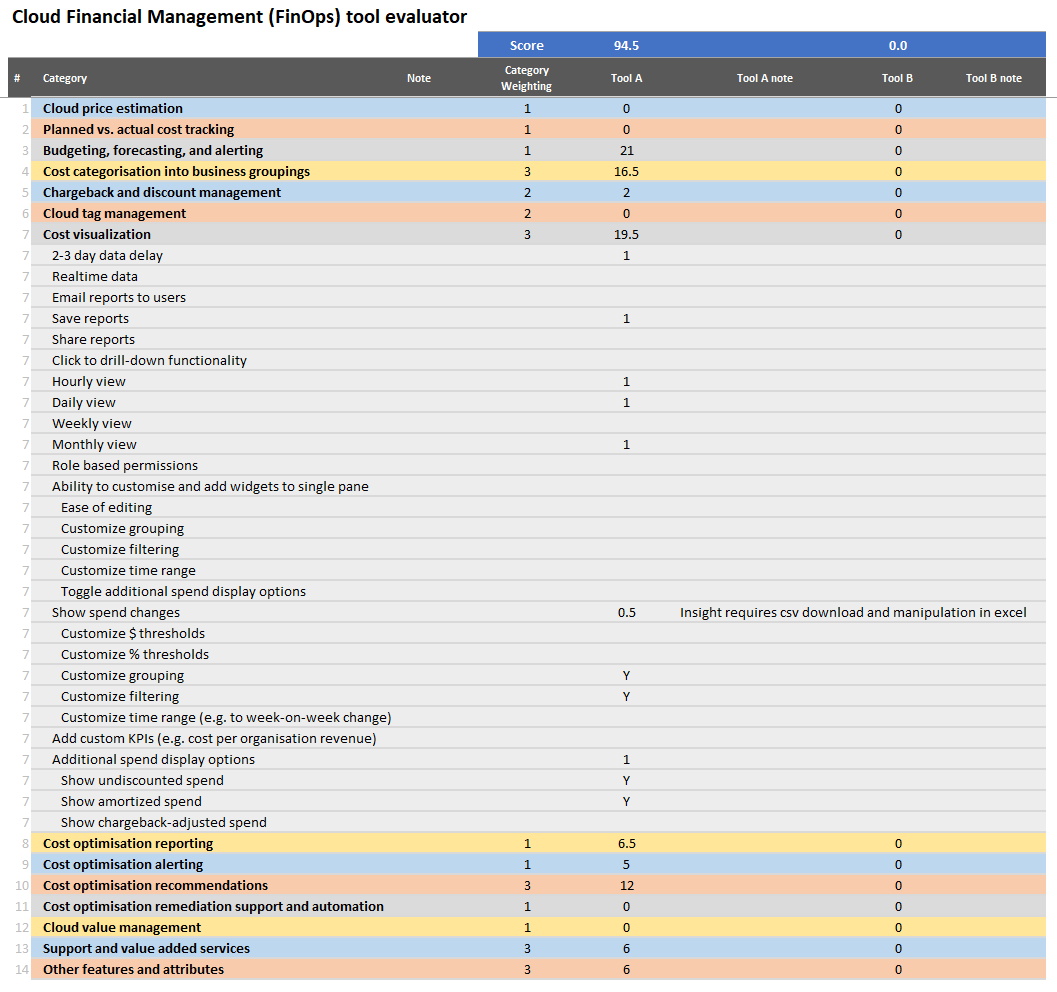 Cloud Financial Management (FinOps) tool evaluator
Score 94.5 0.0
# Category Note Category Weighting Tool A Tool A note Tool B Tool B note
1 Cloud price estimation 1 0 0
2 Planned vs. actual cost tracking 1 0 0
3 Budgeting, forecasting, and alerting 1 21 0
4 Cost categorisation into business groupings 3 16.5 0
5 Chargeback and discount management 2 2 0
6 Cloud tag management 2 0 0
7 Cost visualization 3 19.5 0
7 2-3 day data delay 1
7 Realtime data
7 Email reports to users
7 Save reports 1
7 Share reports
7 Click to drill-down functionality
7 Hourly view 1
7 Daily view 1
7 Weekly view
7 Monthly view 1
7 Role based permissions
7 Ability to customise and add widgets to single pane
7 Ease of editing
7 Customize grouping
7 Customize filtering
7 Customize time range
7 Toggle additional spend display options
7 Show spend changes 0.5 Insight requires csv download and manipulation in excel
7 Customize $ thresholds
7 Customize % thresholds
7 Customize grouping Y
7 Customize filtering Y
7 Customize time range (e.g. to week-on-week change)
7 Add custom KPIs (e.g. cost per organisation revenue)
7 Additional spend display options 1
7 Show undiscounted spend Y
7 Show amortized spend Y
7 Show chargeback-adjusted spend
8 Cost optimisation reporting 1 6.5 0
9 Cost optimisation alerting 1 5 0
10 Cost optimisation recommendations 3 12 0
11 Cost optimisation remediation support and automation 1 0 0
12 Cloud value management 1 0 0
13 Support and value added services 3 6 0
14 Other features and attributes 3 6 0